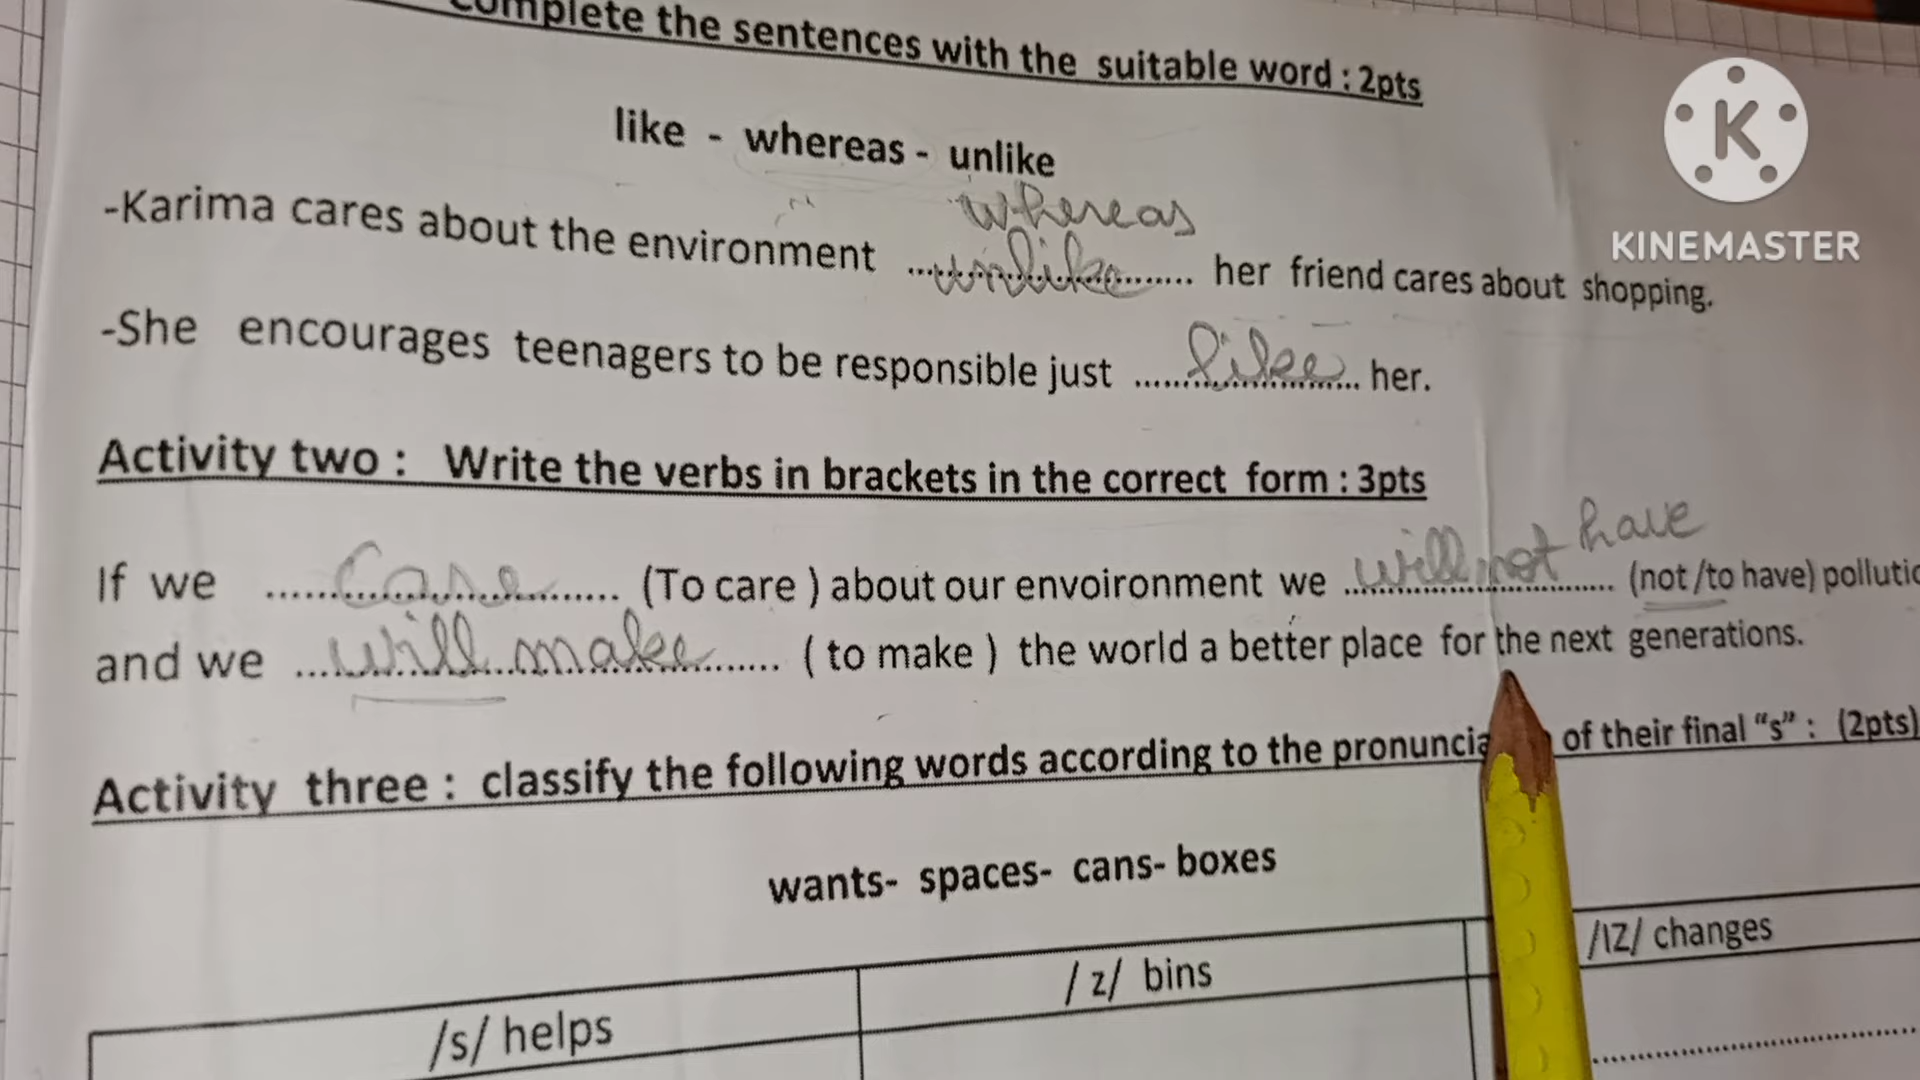 Complete the sentences with the suitable word : 2pts
like - whereas - unlike
whereas
-Karima cares about the environment ....unlike.... her friend cares about shopping.
-She encourages teenagers to be responsible just ....like.... her.
Activity two : Write the verbs in brackets in the correct form : 3pts
If we ....Care.... (To care ) about our envoironment we ....will not have.... (not /to have) pollutio
and we ....will make.... ( to make ) the world a better place for the next generations.
Activity three : classify the following words according to the of their final “s” : (2pts)
wants- spaces- cans- boxes
/s/ helps / z/ bins /IZ/ changes
K
KINEMASTER